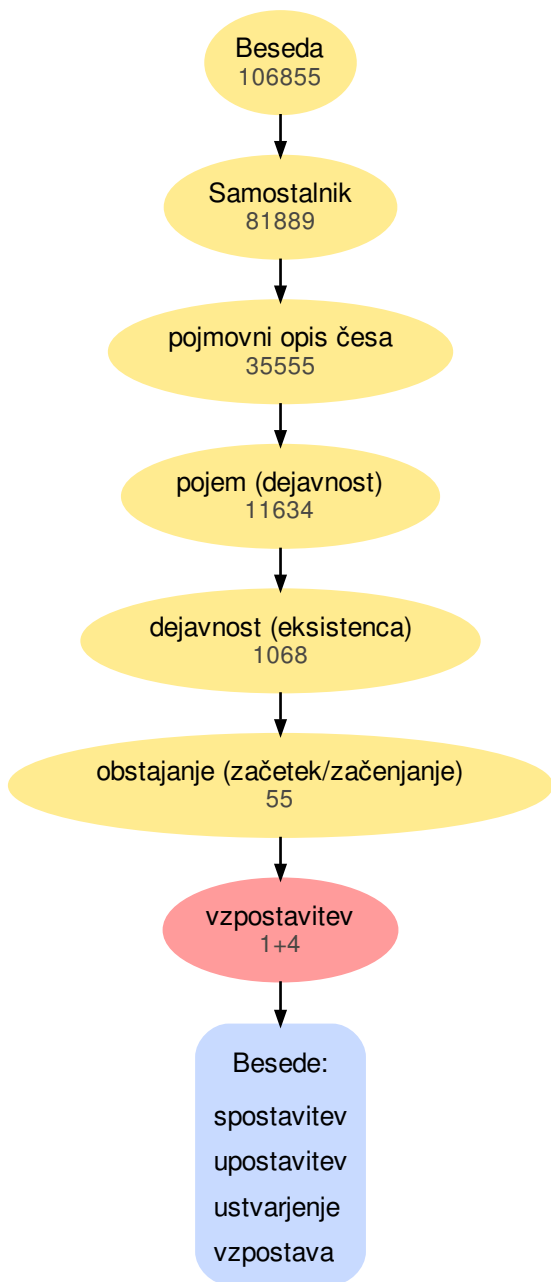 Beseda
106855
Samostalnik
81889
pojmovni opis česa
35555
pojem (dejavnost)
11634
dejavnost (eksistenca)
1068
obstajanje (začetek/začenjanje)
55
vzpostavitev
1+4
Besede:
spostavitev
upostavitev
ustvarjenje
vzpostava